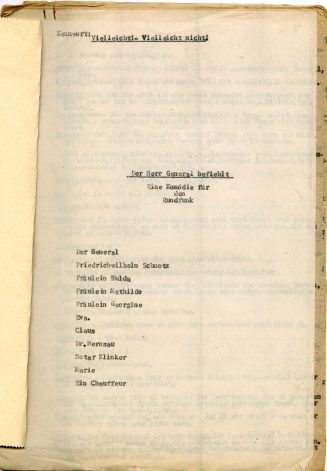 Kennwort: Vielleicht!- Vielleicht nicht!
Der Herr General befiehlt
Eine Komödie für
den
Rundfunk
Der General
Friedrichwilhelm Schmotz
Fräulein Hulda
Fräulein Mathilde
Fräulein Georgine
Eva.
Claus
Dr.
Notar Klinker
Marie
Ein Chauffeur